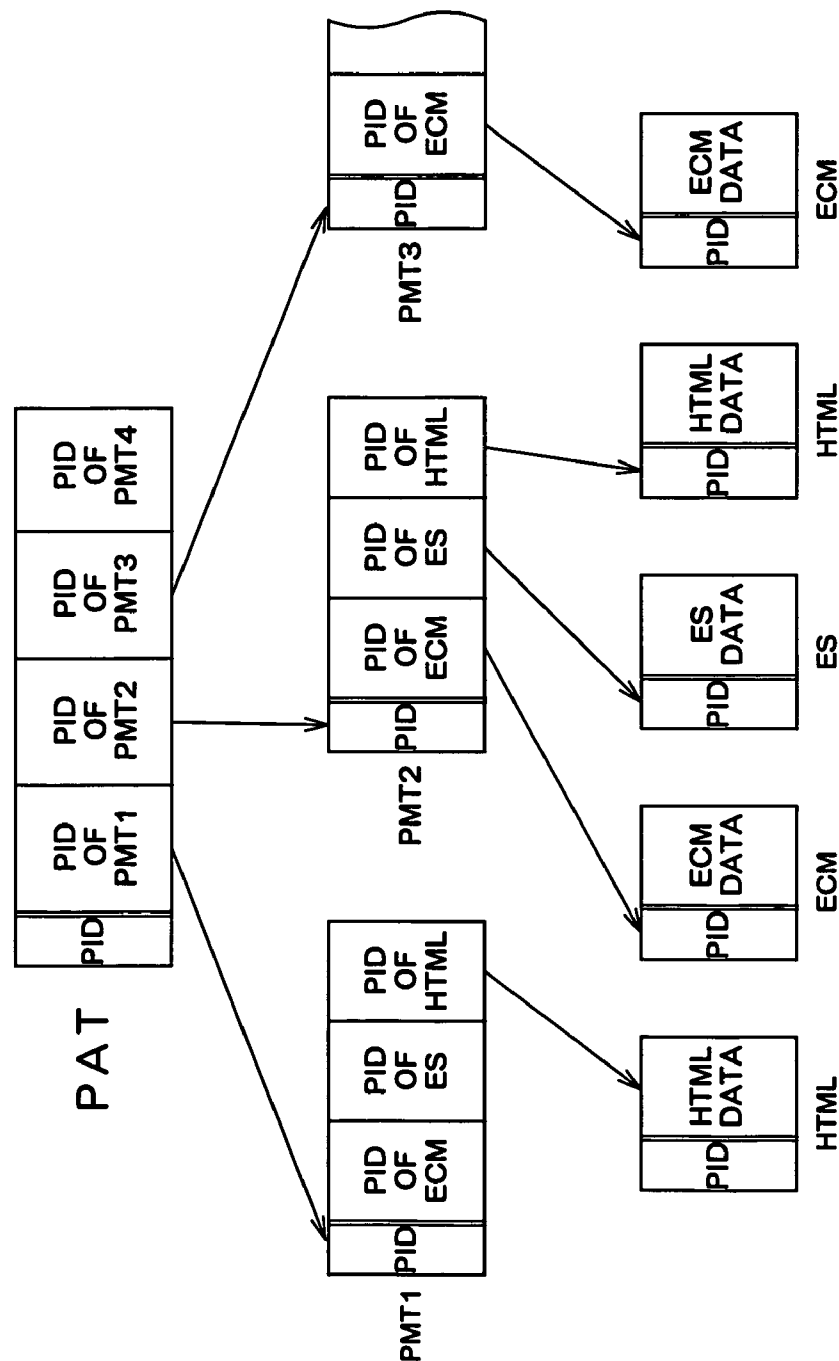 PAT
PID
PID
OF
PMT1
PID
OF
PMT2
PID
OF
PMT3
PID
OF
PMT4
PMT1
PID
PID
OF
ECM
PID
OF
ES
PID
OF
HTML
PMT2
PID
PID
OF
ECM
PID
OF
ES
PID
OF
HTML
PMT3
PID
PID
OF
ECM
PID
HTML
DATA
HTML
PID
ECM
DATA
ECM
PID
ES
DATA
ES
PID
HTML
DATA
HTML
PID
ECM
DATA
ECM